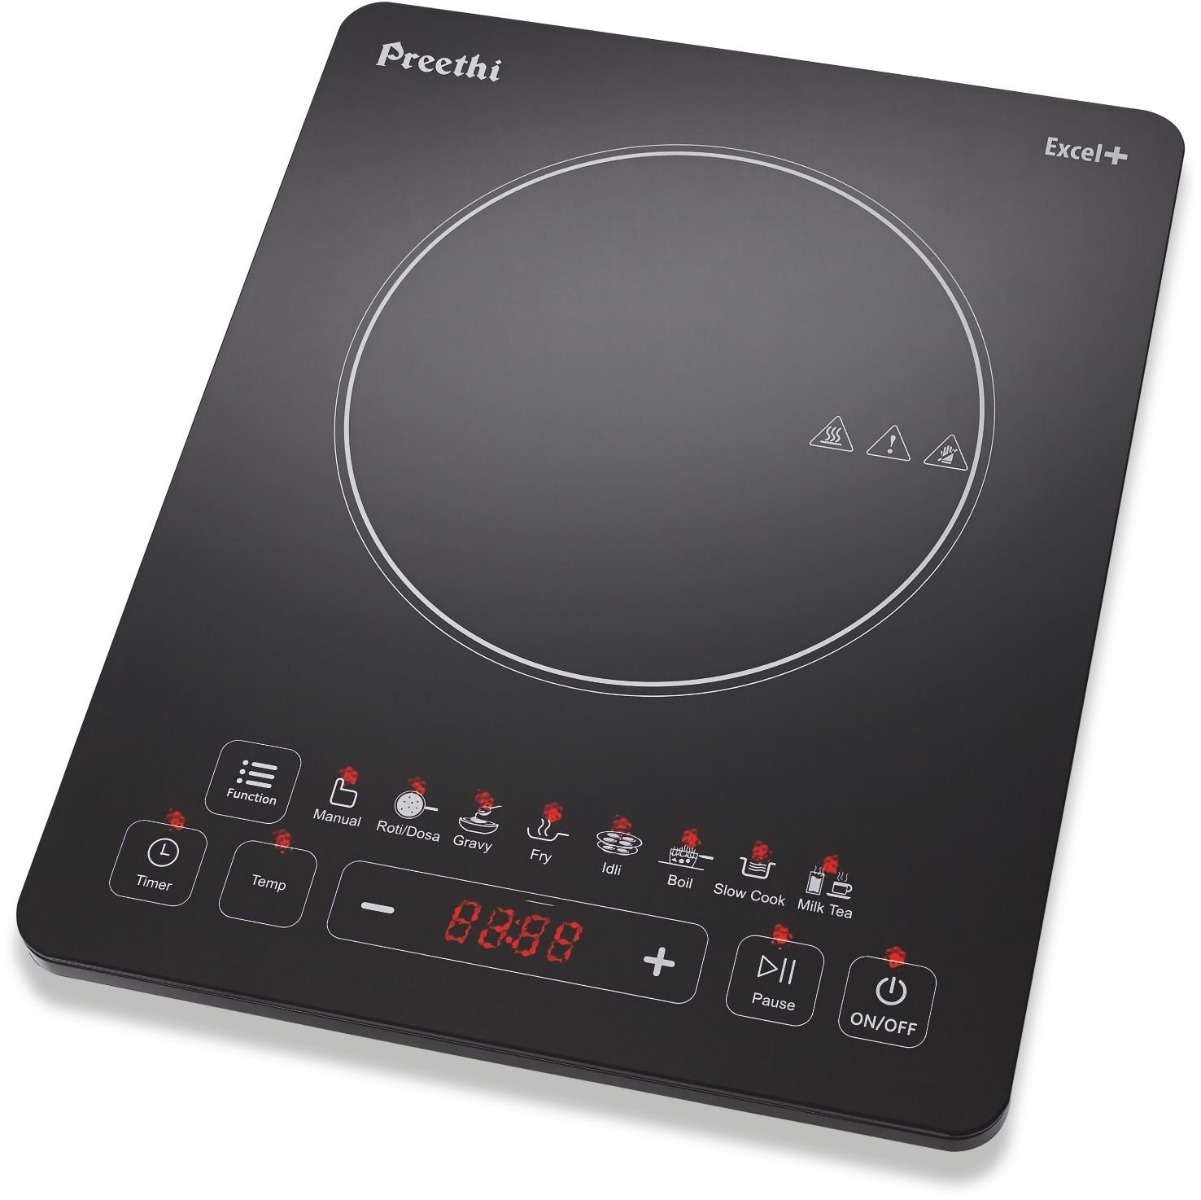 Preethi
Excel+
Function
Manual
Roti/Dosa
Gravy
Fry
Idli
Boil
Slow Cook
Milk Tea
Timer
Temp
− 88:88 +
Pause
ON/OFF